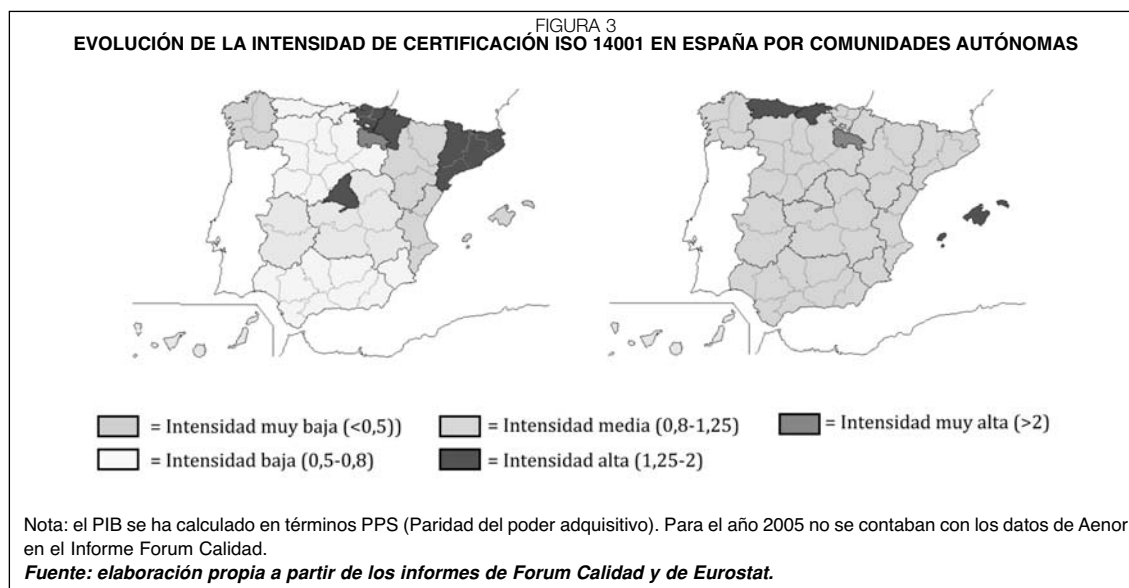 FIGURA 3
EVOLUCIÓN DE LA INTENSIDAD DE CERTIFICACIÓN ISO 14001 EN ESPAÑA POR COMUNIDADES AUTÓNOMAS
= Intensidad muy baja (<0,5)) = Intensidad media (0,8-1,25) = Intensidad muy alta (>2)
= Intensidad baja (0,5-0,8) = Intensidad alta (1,25-2)
Nota: el PIB se ha calculado en términos PPS (Paridad del poder adquisitivo). Para el año 2005 no se contaban con los datos de Aenor
en el Informe Forum Calidad.
Fuente: elaboración propia a partir de los informes de Forum Calidad y de Eurostat.